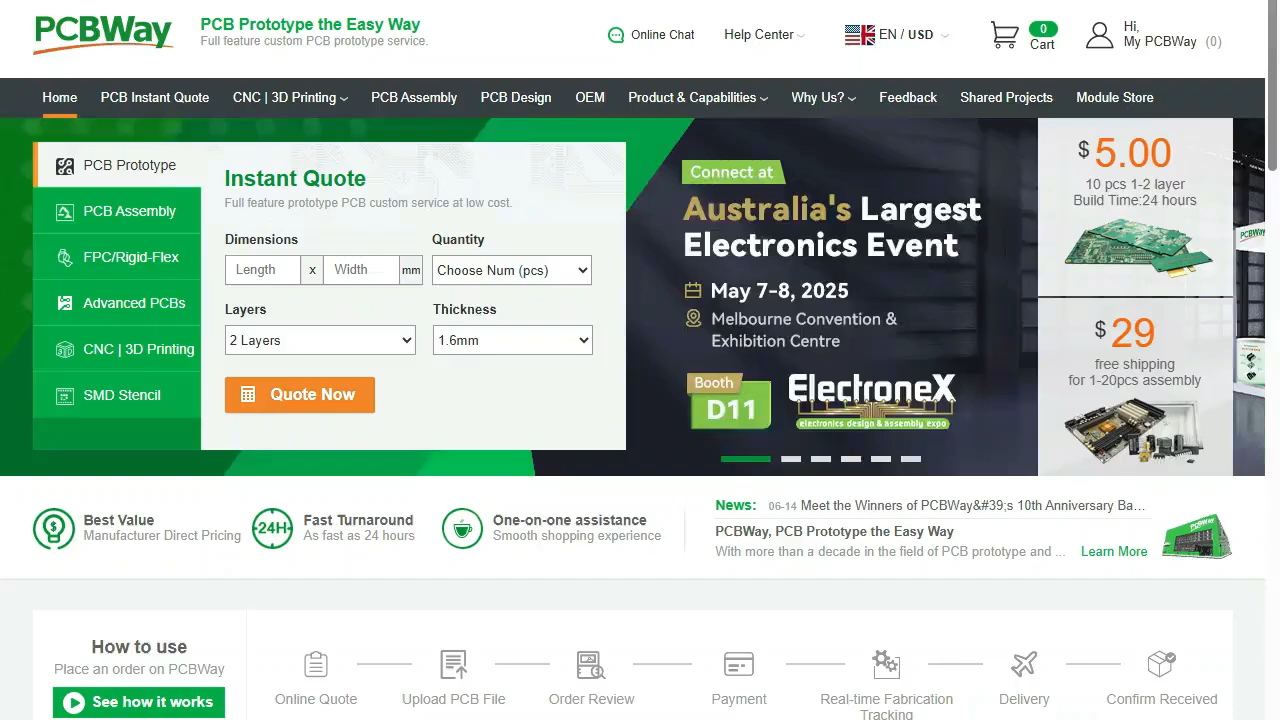 PCBWay
PCB Prototype the Easy Way
Full feature custom PCB prototype service.
Online Chat
Help Center
EN / USD
0
Cart
Hi,
My PCBWay (0)
Home
PCB Instant Quote
CNC | 3D Printing
PCB Assembly
PCB Design
OEM
Product & Capabilities
Why Us?
Feedback
Shared Projects
Module Store
PCB Prototype
PCB Assembly
FPC/Rigid-Flex
Advanced PCBs
CNC | 3D Printing
SMD Stencil
Instant Quote
Full feature prototype PCB custom service at low cost.
Dimensions
Quantity
Length x Width mm
Choose Num (pcs)
Layers
Thickness
2 Layers
1.6mm
Quote Now
Connect at
Australia's Largest
Electronics Event
May 7-8, 2025
Melbourne Convention &
Exhibition Centre
Booth
D11
ElectroneX
electronics design & assembly expo
$ 5.00
10 pcs 1-2 layer
Build Time:24 hours
$ 29
free shipping
for 1-20pcs assembly
PCBWay
Best Value
Manufacturer Direct Pricing
24H
Fast Turnaround
As fast as 24 hours
One-on-one assistance
Smooth shopping experience
News: 06-14 Meet the Winners of PCBWay&#39;s 10th Anniversary Ba...
PCBWay, PCB Prototype the Easy Way
With more than a decade in the field of PCB prototype and ... Learn More
PCBWay
How to use
Place an order on PCBWay
See how it works
Online Quote
Upload PCB File
Order Review
Payment
Real-time Fabrication
Tracking
Delivery
Confirm Received